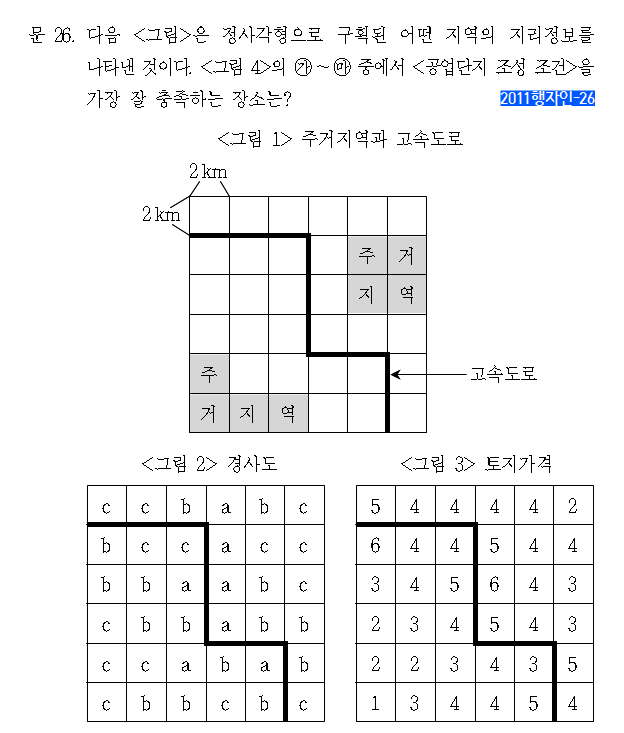 문 26. 다음 <그림>은 정사각형으로 구획된 어떤 지역의 지리정보를
나타낸 것이다. <그림 4>의 ㉮~㉲ 중에서 <공업단지 조성 조건>을
가장 잘 충족하는 장소는?
2011행자인-26
<그림 1> 주거지역과 고속도로
2km
2km
주 거
지 역
주
고속도로
거 지 역
<그림 2> 경사도
c c b a b c
b c c a c c
b b a a b c
c b b a b b
c c a b a b
c b b c b c
<그림 3> 토지가격
5 4 4 4 4 2
6 4 4 5 4 4
3 4 5 6 4 3
2 3 4 5 4 3
2 2 3 4 3 5
1 3 4 4 5 4